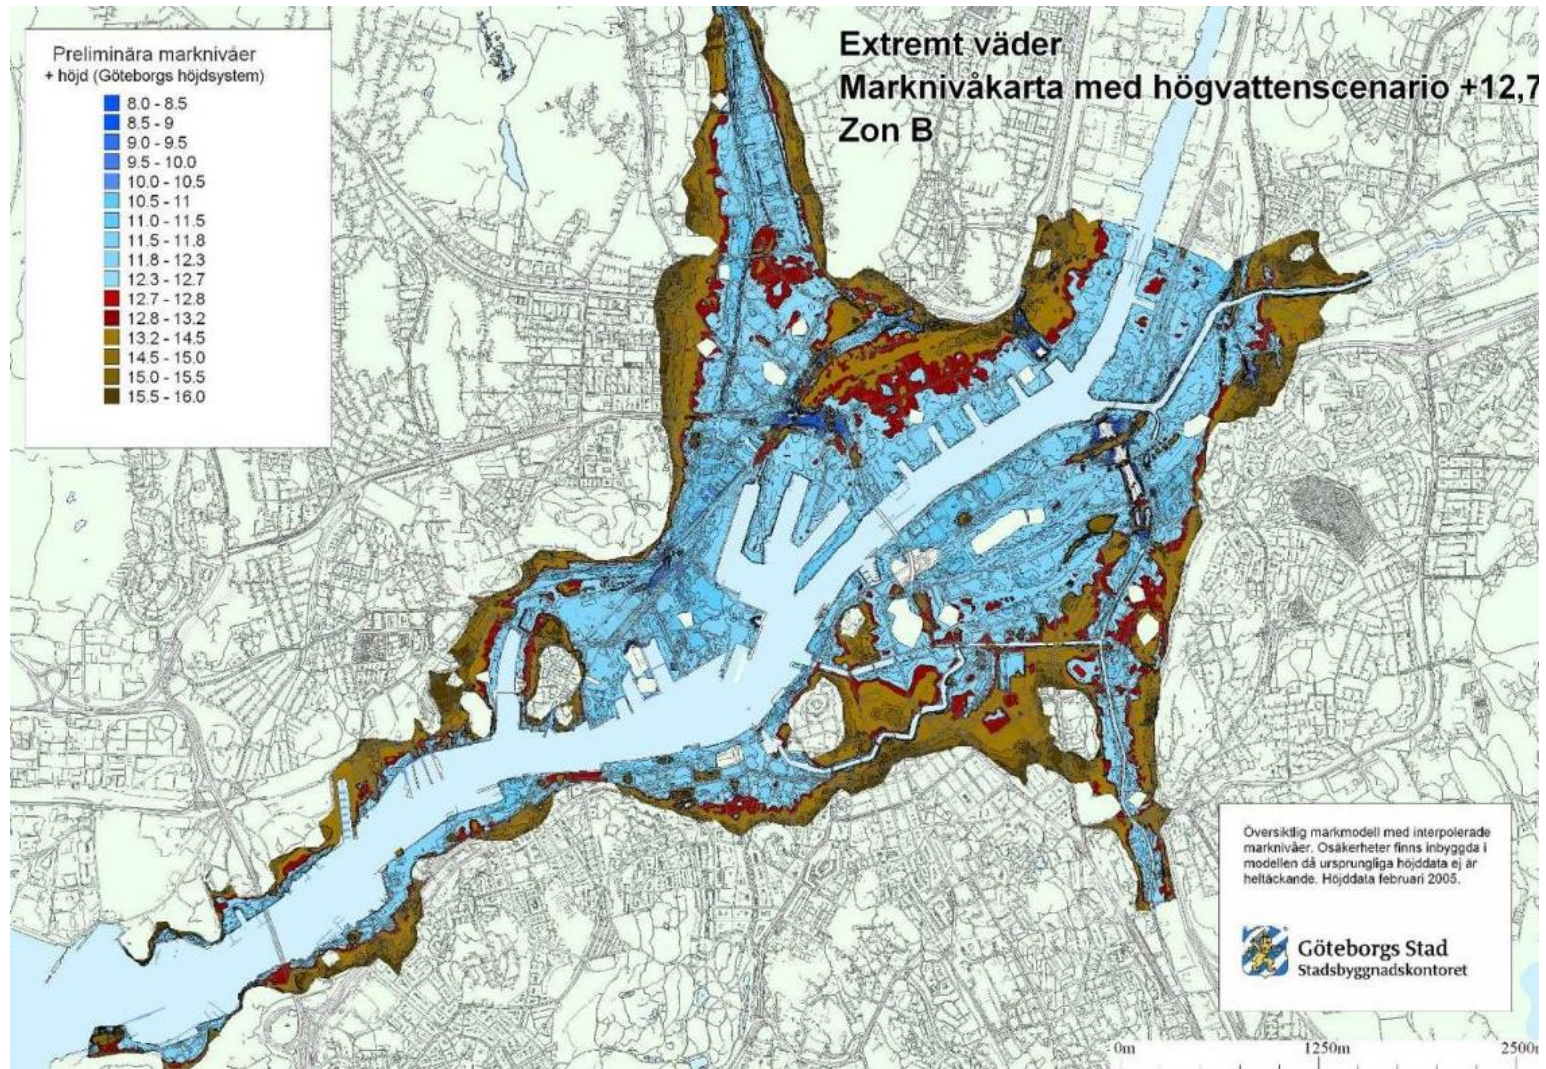 Preliminära marknivåer
+ höjd (Göteborgs höjdsystem)
8.0 - 8.5
8.5 - 9
9.0 - 9.5
9.5 - 10.0
10.0 - 10.5
10.5 - 11
11.0 - 11.5
11.5 - 11.8
11.8 - 12.3
12.3 - 12.7
12.7 - 12.8
12.8 - 13.2
13.2 - 14.5
14.5 - 15.0
15.0 - 15.5
15.5 - 16.0
Extremt väder
Marknivåkarta med högvattenscenario +12,7
Zon B
Översiktlig markmodell med interpolerade
marknivåer. Osäkerheter finns inbyggda i
modellen då ursprungliga höjddata ej är
heltäckande. Höjddata februari 2005.
Göteborgs Stad
Stadsbyggnadskontoret
0m 1250m 2500m